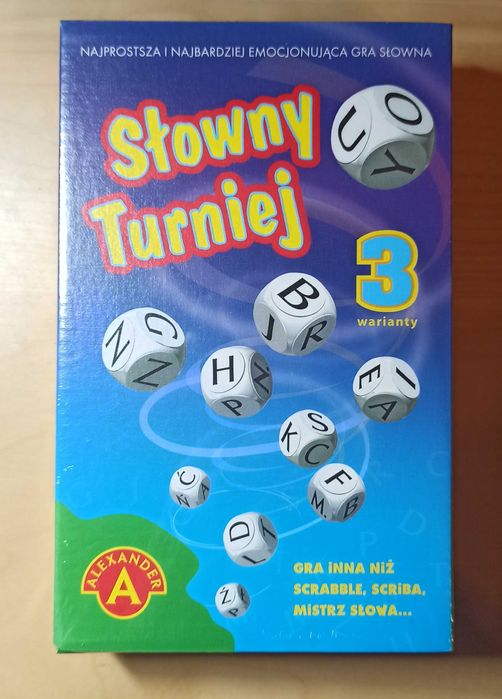 NAJPROSTSZA I NAJBARDZIEJ EMOCJONUJĄCA GRA SŁOWNA
Słowny
Turniej
U O Y
3
warianty
B J R
N G Z
H Z P
I E A
S K C
F M B
D I T
GRA iNNA NiŻ
SCRABBLE, SCRiBA,
MiSTRZ SŁOWA...
ALEXANDER
A